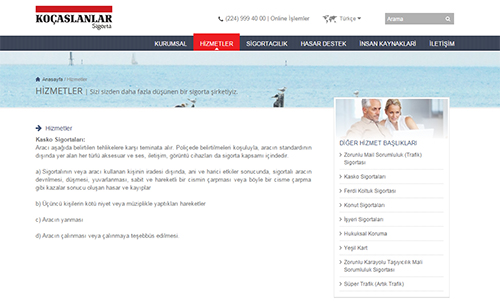 KOÇASLANLAR
Sigorta
(224) 999 40 00 | Online İşlemler
Türkçe
Arama
KURUMSAL HİZMETLER SİGORTACILIK HASAR DESTEK İNSAN KAYNAKLARI İLETİŞİM
Anasayfa / Hizmetler
HİZMETLER | Sizi sizden daha fazla düşünen bir sigorta şirketiyiz.
Hizmetler
Kasko Sigortaları:
Aracı aşağıda belirtilen tehlikelere karşı teminata alır. Poliçede belirtilmeleri koşuluyla, aracın standardının
dışında yer alan her türlü aksesuar ve ses, iletişim, görüntü cihazları da sigorta kapsamı içindedir:
a) Sigortalının veya aracı kullanan kişinin iradesi dışında, ani ve harici etkiler sonucunda, sigortalı aracın
devrilmesi, düşmesi, yuvarlanması, sabit ve hareketli bir cismin çarpması veya böyle bir cisme çarpma
gibi kazalar sonucu oluşan hasar ve kayıplar
b) Üçüncü kişilerin kötü niyet veya müziplikle yaptıkları hareketler
c) Aracın yanması
d) Aracın çalınması veya çalınmaya teşebbüs edilmesi
DİĞER HİZMET BAŞLIKLARI
Zorunlu Mali Sorumluluk (Trafik)
Sigortası
Kasko Sigortaları
Ferdi Koltuk Sigortası
Konut Sigortaları
İşyeri Sigortaları
Hukuksal Koruma
Yeşil Kart
Zorunlu Karayolu Taşıyıcılık Mali
Sorumluluk Sigortası
Süper Trafik (Artık Trafik)